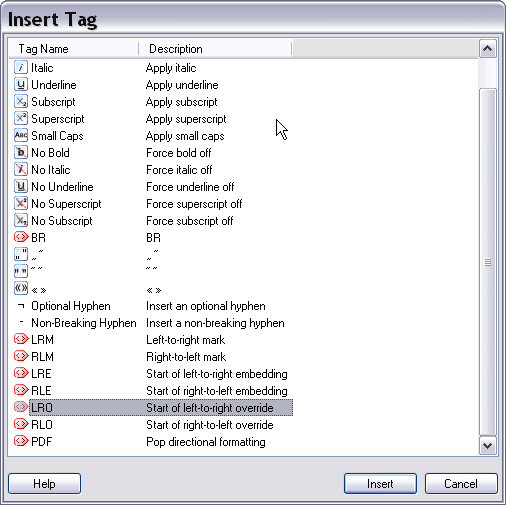 Insert Tag
Tag Name Description
Italic Apply italic
Underline Apply underline
Subscript Apply subscript
Superscript Apply superscript
Small Caps Apply small caps
No Bold Force bold off
No Italic Force italic off
No Underline Force underline off
No Superscript Force superscript off
No Subscript Force subscript off
BR BR
„ ‟ „ ‟
‟ ‟ ‟ ‟
« » « »
¬ Optional Hyphen Insert an optional hyphen
- Non-Breaking Hyphen Insert a non-breaking hyphen
LRM Left-to-right mark
RLM Right-to-left mark
LRE Start of left-to-right embedding
RLE Start of right-to-left embedding
LRO Start of left-to-right override
RLO Start of right-to-left override
PDF Pop directional formatting
Help Insert Cancel